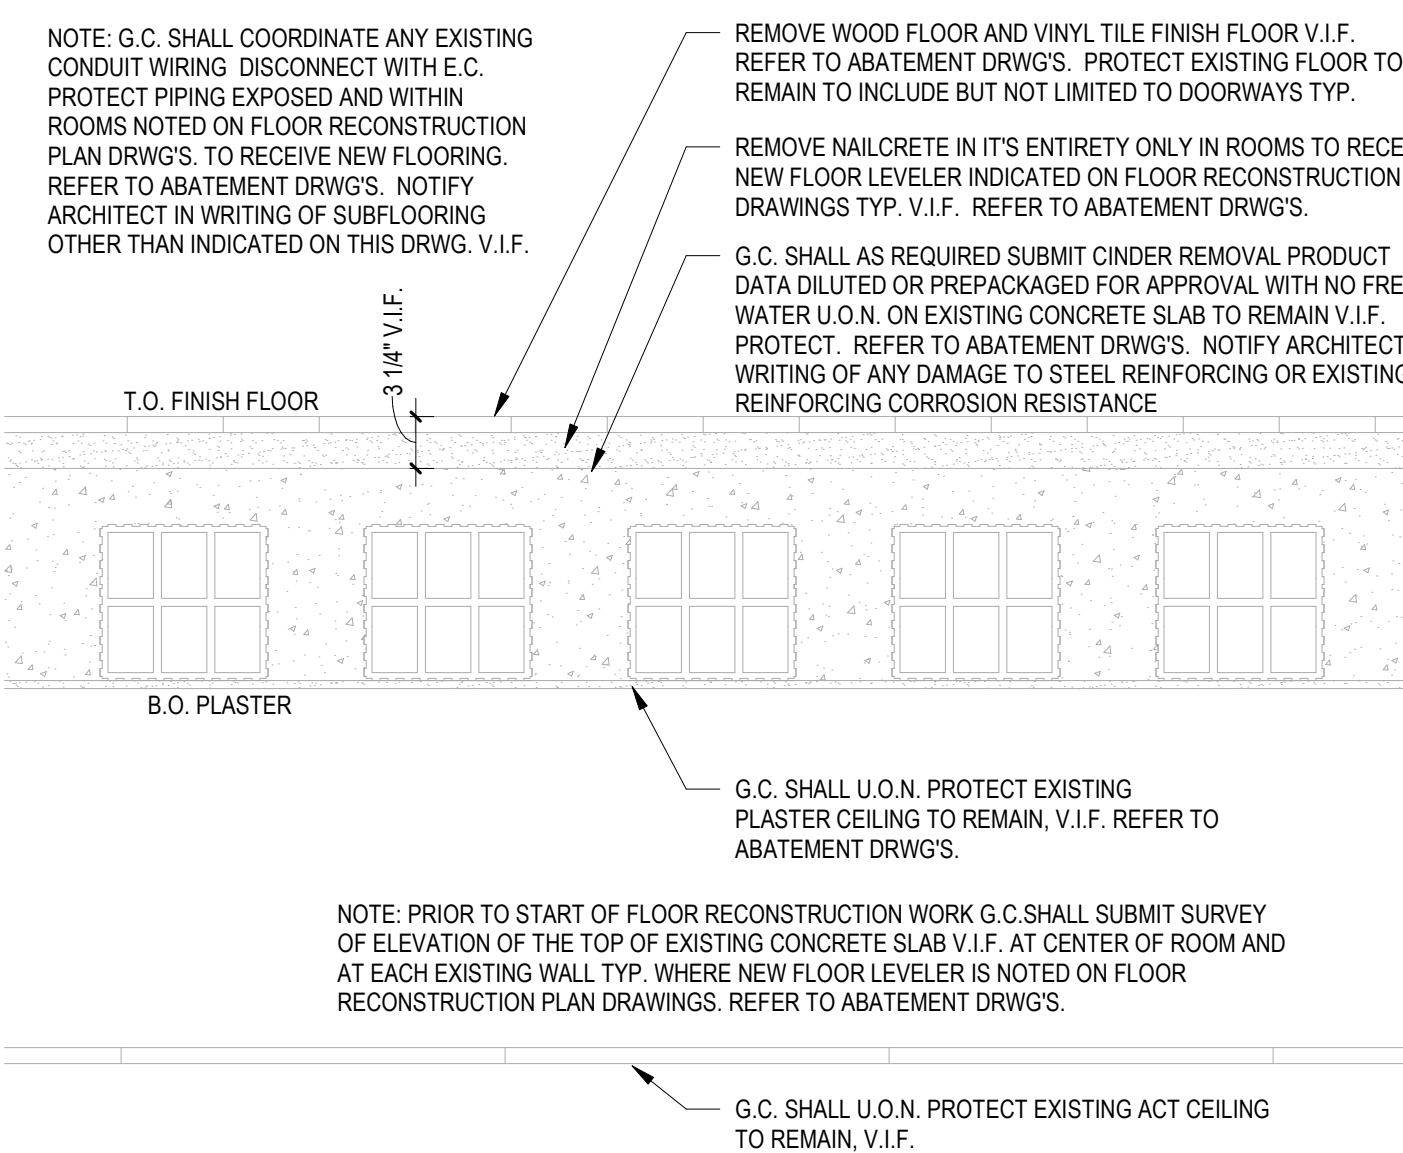 NOTE: G.C. SHALL COORDINATE ANY EXISTING
CONDUIT WIRING DISCONNECT WITH E.C.
PROTECT PIPING EXPOSED AND WITHIN
ROOMS NOTED ON FLOOR RECONSTRUCTION
PLAN DRWG'S. TO RECEIVE NEW FLOORING.
REFER TO ABATEMENT DRWG'S. NOTIFY
ARCHITECT IN WRITING OF SUBFLOORING
OTHER THAN INDICATED ON THIS DRWG. V.I.F.
REMOVE WOOD FLOOR AND VINYL TILE FINISH FLOOR V.I.F.
REFER TO ABATEMENT DRWG'S. PROTECT EXISTING FLOOR TO
REMAIN TO INCLUDE BUT NOT LIMITED TO DOORWAYS TYP.
REMOVE NAILCRETE IN IT'S ENTIRETY ONLY IN ROOMS TO RECE
NEW FLOOR LEVELER INDICATED ON FLOOR RECONSTRUCTION
DRAWINGS TYP. V.I.F. REFER TO ABATEMENT DRWG'S.
G.C. SHALL AS REQUIRED SUBMIT CINDER REMOVAL PRODUCT
DATA DILUTED OR PREPACKAGED FOR APPROVAL WITH NO FRE
WATER U.O.N. ON EXISTING CONCRETE SLAB TO REMAIN V.I.F.
PROTECT. REFER TO ABATEMENT DRWG'S. NOTIFY ARCHITECT
WRITING OF ANY DAMAGE TO STEEL REINFORCING OR EXISTING
REINFORCING CORROSION RESISTANCE
3 1/4" V.I.F.
T.O. FINISH FLOOR
B.O. PLASTER
G.C. SHALL U.O.N. PROTECT EXISTING
PLASTER CEILING TO REMAIN, V.I.F. REFER TO
ABATEMENT DRWG'S.
NOTE: PRIOR TO START OF FLOOR RECONSTRUCTION WORK G.C.SHALL SUBMIT SURVEY
OF ELEVATION OF THE TOP OF EXISTING CONCRETE SLAB V.I.F. AT CENTER OF ROOM AND
AT EACH EXISTING WALL TYP. WHERE NEW FLOOR LEVELER IS NOTED ON FLOOR
RECONSTRUCTION PLAN DRAWINGS. REFER TO ABATEMENT DRWG'S.
G.C. SHALL U.O.N. PROTECT EXISTING ACT CEILING
TO REMAIN, V.I.F.